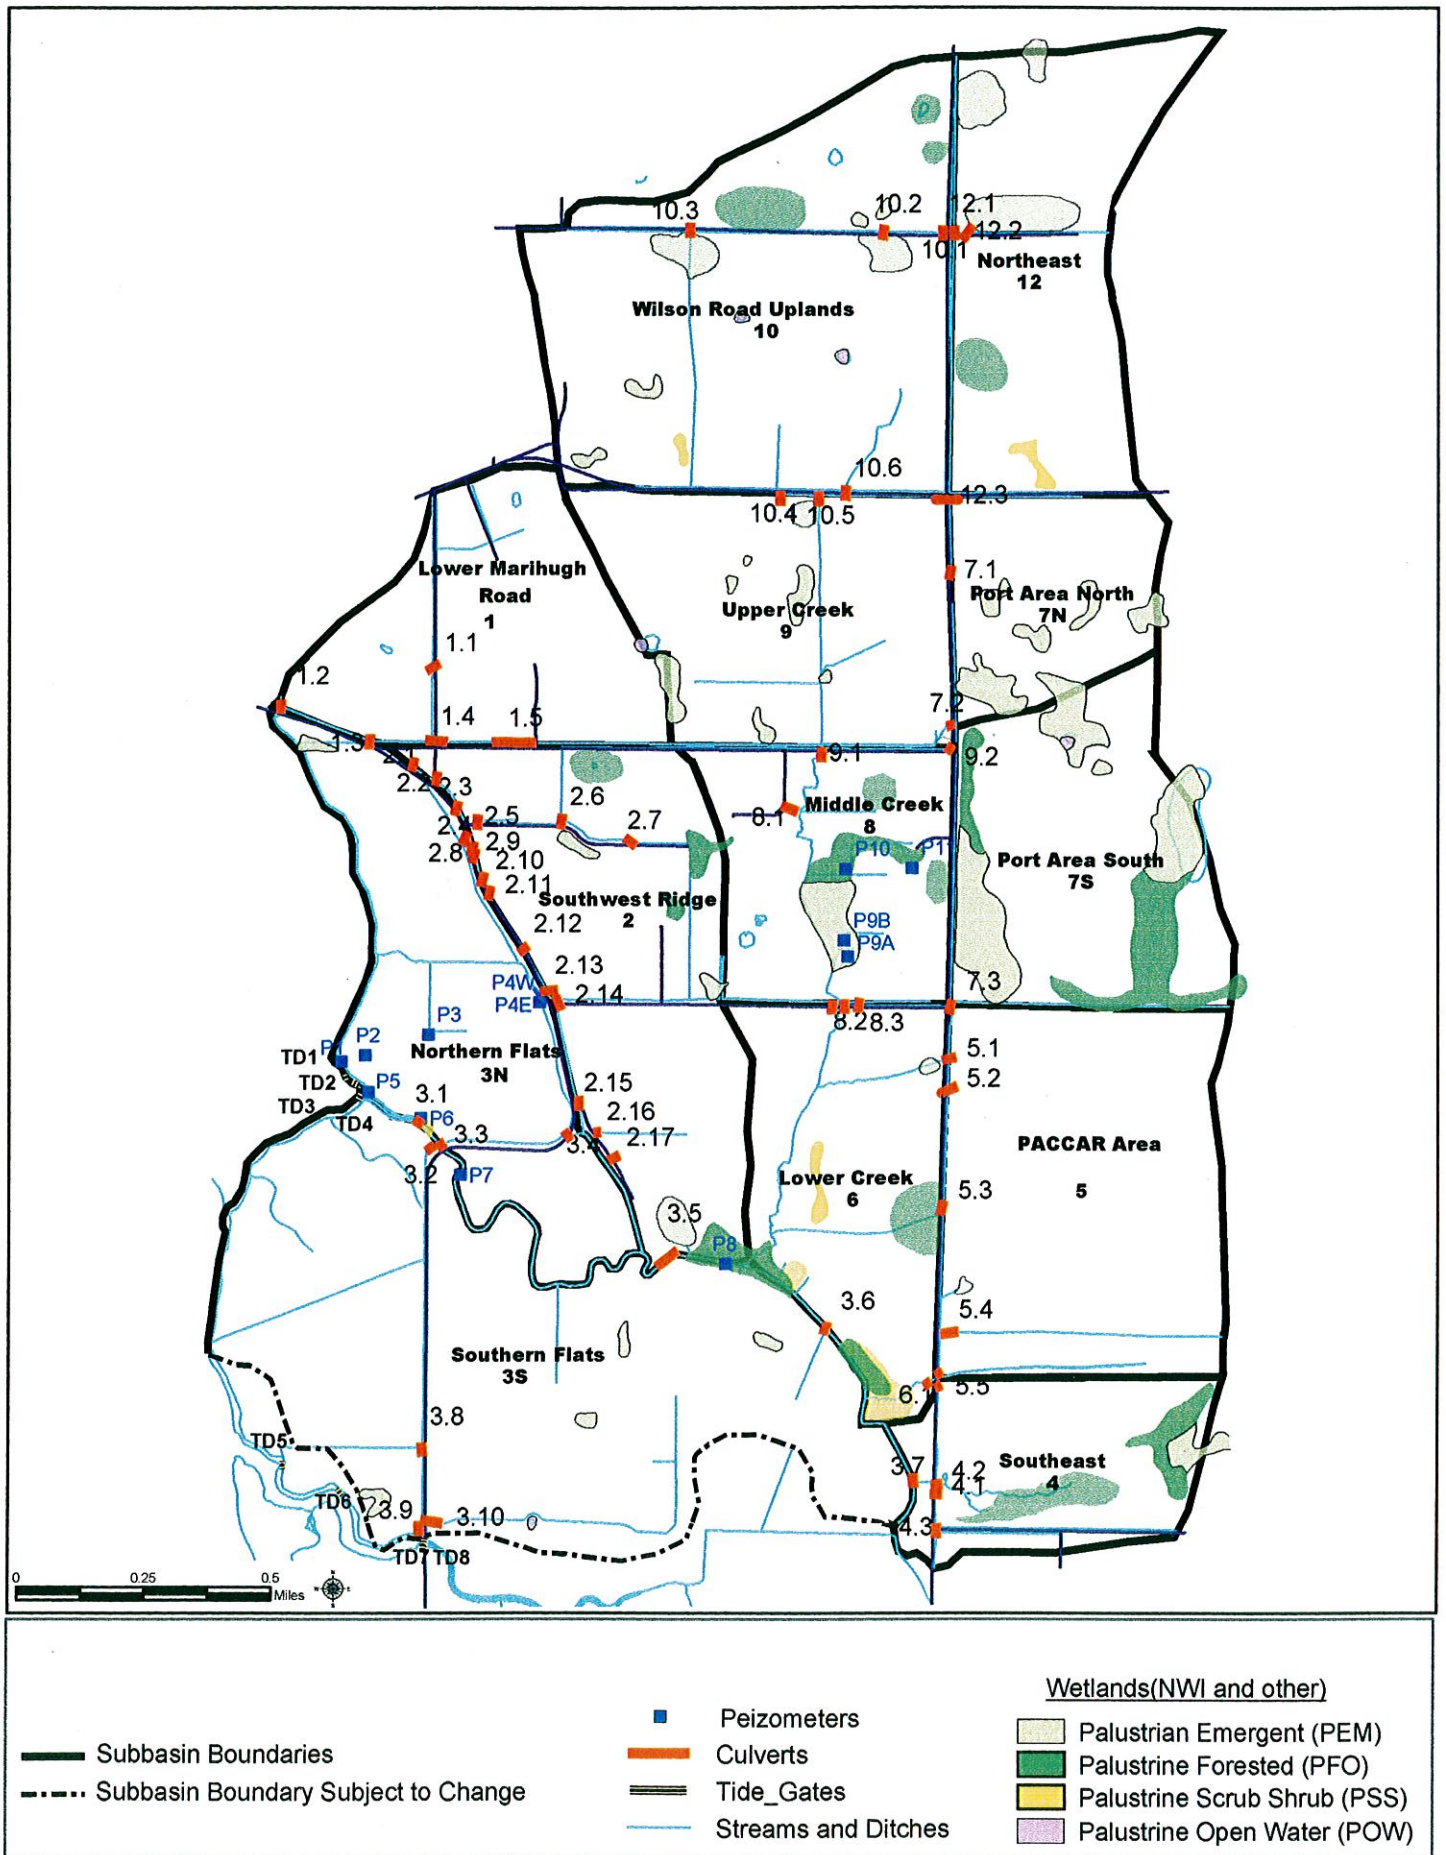 10.3
10.2
12.1
12.2
10.1
Northeast
12
Wilson Road Uplands
10
10.6
12.3
10.4
10.5
Lower Marihugh
Road
1
7.1
Port Area North
7N
Upper Creek
9
1.1
1.2
7.2
1.4
1.5
1.3
9.1
9.2
2.1
2.2
2.3
2.6
Middle Creek
8
8.1
2.4
2.5
2.7
2.8
2.9
2.10
P10
P11
Port Area South
7S
2.11
Southwest Ridge
2
2.12
P9B
P9A
2.13
P4W
2.14
P4E
7.3
8.2
8.3
P3
P2
P1
TD1
Northern Flats
3N
5.1
5.2
TD2
P5
TD3
TD4
3.1
P6
2.15
2.16
2.17
3.3
3.4
3.2
P7
PACCAR Area
5
Lower Creek
6
5.3
3.5
P8
3.6
5.4
Southern Flats
3S
6.1
5.5
3.8
TD5
Southeast
4
3.7
4.2
4.1
TD6
3.9
3.10
4.3
TD7
TD8
0 0.25 0.5
Miles
N
W E
S
Subbasin Boundaries
Subbasin Boundary Subject to Change
Peizometers
Culverts
Tide_Gates
Streams and Ditches
Wetlands(NWI and other)
Palustrian Emergent (PEM)
Palustrine Forested (PFO)
Palustrine Scrub Shrub (PSS)
Palustrine Open Water (POW)